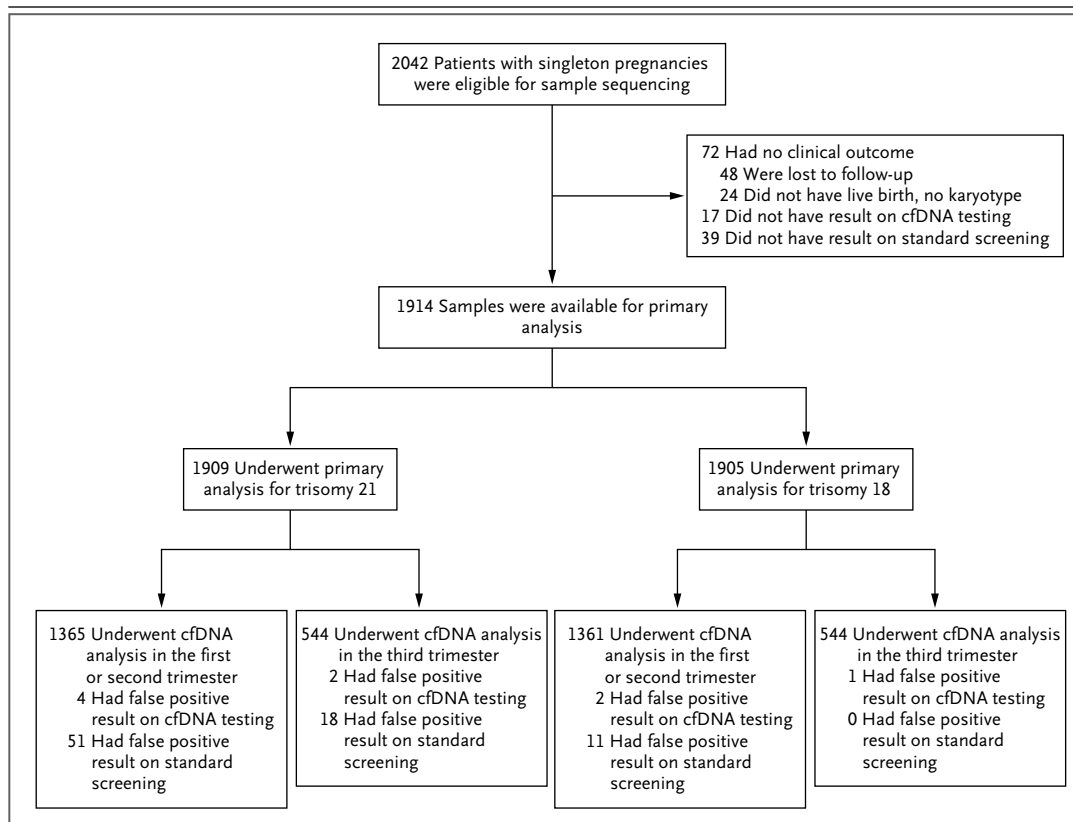 2042 Patients with singleton pregnancies
were eligible for sample sequencing
72 Had no clinical outcome
48 Were lost to follow-up
24 Did not have live birth, no karyotype
17 Did not have result on cfDNA testing
39 Did not have result on standard screening
1914 Samples were available for primary
analysis
1909 Underwent primary
analysis for trisomy 21
1905 Underwent primary
analysis for trisomy 18
1365 Underwent cfDNA
analysis in the first
or second trimester
4 Had false positive
result on cfDNA testing
51 Had false positive
result on standard
screening
544 Underwent cfDNA analysis
in the third trimester
2 Had false positive
result on cfDNA testing
18 Had false positive
result on standard
screening
1361 Underwent cfDNA
analysis in the first
or second trimester
2 Had false positive
result on cfDNA testing
11 Had false positive
result on standard
screening
544 Underwent cfDNA analysis
in the third trimester
1 Had false positive
result on cfDNA testing
0 Had false positive
result on standard
screening